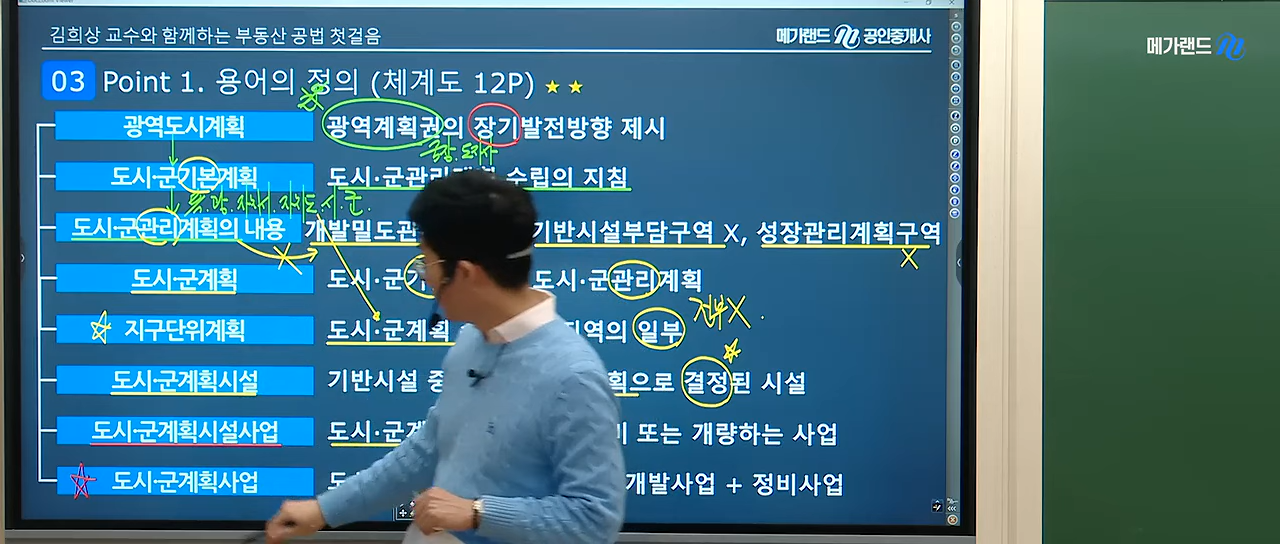 김희상 교수와 함께하는 부동산 공법 첫걸음
메가랜드 공인중개사
메가랜드
03 Point 1. 용어의 정의 (체계도 12P)
광역도시계획 광역계획권의 장기발전방향 제시
도시·군기본계획 도시·군관리계획 수립의 지침
도시·군관리계획의 내용 개발밀도관 기반시설부담구역 X, 성장관리계획구역
X
도시·군계획 도시·군기 도시·군관리계획
전부X
지구단위계획 도시·군계획 지역의 일부
도시·군계획시설 기반시설 중 획으로 결정된 시설
도시·군계획시설사업 도시·군계 또는 개량하는 사업
도시·군계획사업 개발사업 + 정비사업